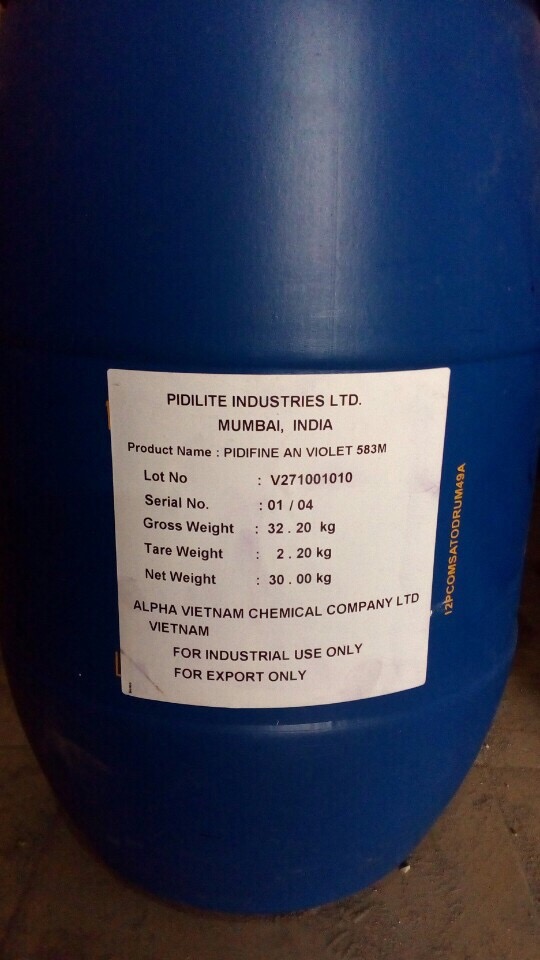 PIDILITE INDUSTRIES LTD.
MUMBAI, INDIA
Product Name : PIDIFINE AN VIOLET 583M
Lot No : V271001010
Serial No. : 01 / 04
Gross Weight : 32 . 20 kg
Tare Weight : 2 . 20 kg
Net Weight : 30 . 00 kg
ALPHA VIETNAM CHEMICAL COMPANY LTD
VIETNAM
FOR INDUSTRIAL USE ONLY
FOR EXPORT ONLY
I2PCOMSATODRUM49A